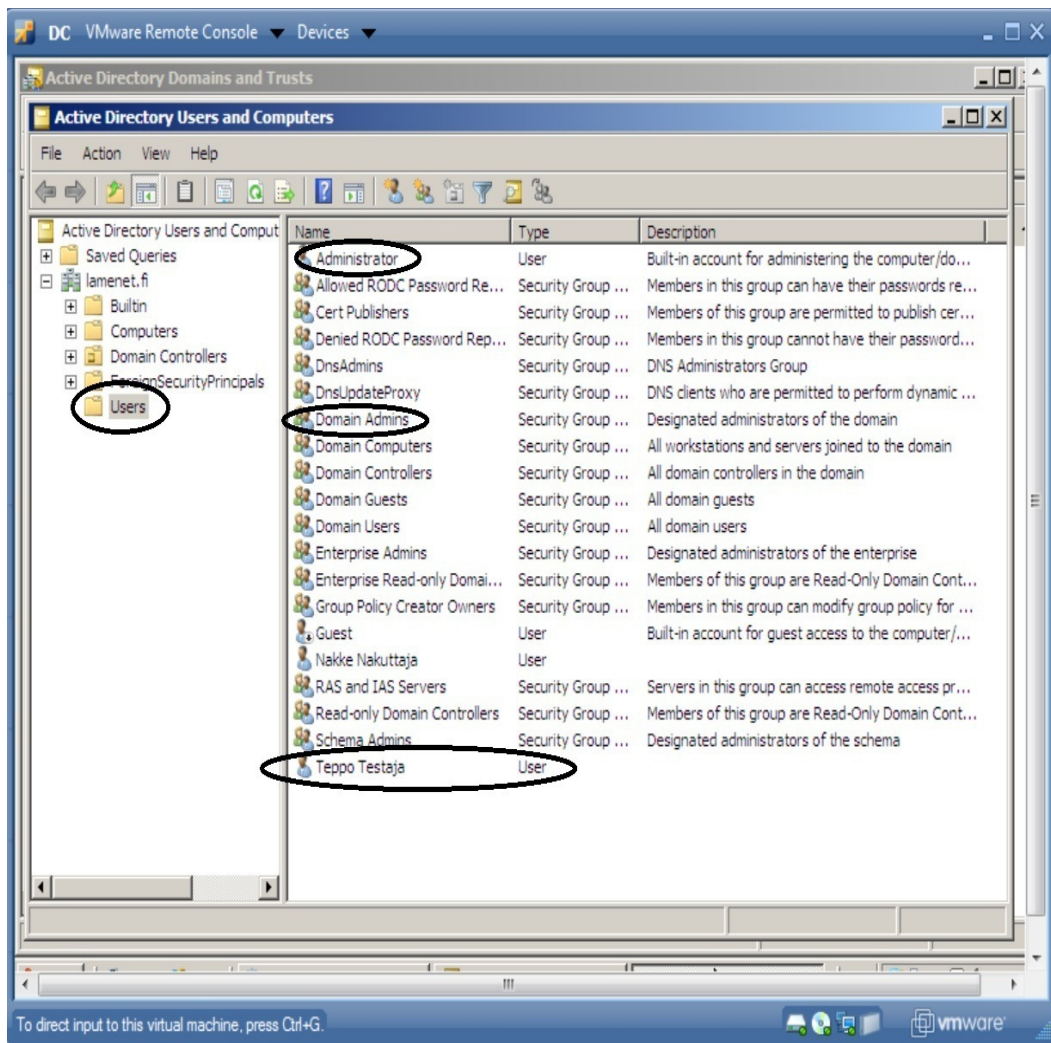 DC VMware Remote Console Devices
Active Directory Domains and Trusts
Active Directory Users and Computers
File Action View Help
Active Directory Users and Comput
Saved Queries
lamenet.fi
Builtin
Computers
Domain Controllers
ForeignSecurityPrincipals
Users
Name Type Description
Administrator User Built-in account for administering the computer/do...
Allowed RODC Password Re... Security Group ... Members in this group can have their passwords re...
Cert Publishers Security Group ... Members of this group are permitted to publish cer...
Denied RODC Password Rep... Security Group ... Members in this group cannot have their password...
DnsAdmins Security Group ... DNS Administrators Group
DnsUpdateProxy Security Group ... DNS clients who are permitted to perform dynamic ...
Domain Admins Security Group ... Designated administrators of the domain
Domain Computers Security Group ... All workstations and servers joined to the domain
Domain Controllers Security Group ... All domain controllers in the domain
Domain Guests Security Group ... All domain guests
Domain Users Security Group ... All domain users
Enterprise Admins Security Group ... Designated administrators of the enterprise
Enterprise Read-only Domai... Security Group ... Members of this group are Read-Only Domain Cont...
Group Policy Creator Owners Security Group ... Members in this group can modify group policy for ...
Guest User Built-in account for guest access to the computer/...
Nakke Nakuttaja User
RAS and IAS Servers Security Group ... Servers in this group can access remote access pr...
Read-only Domain Controllers Security Group ... Members of this group are Read-Only Domain Cont...
Schema Admins Security Group ... Designated administrators of the schema
Teppo Testaja User
To direct input to this virtual machine, press Ctrl+G.
vmware